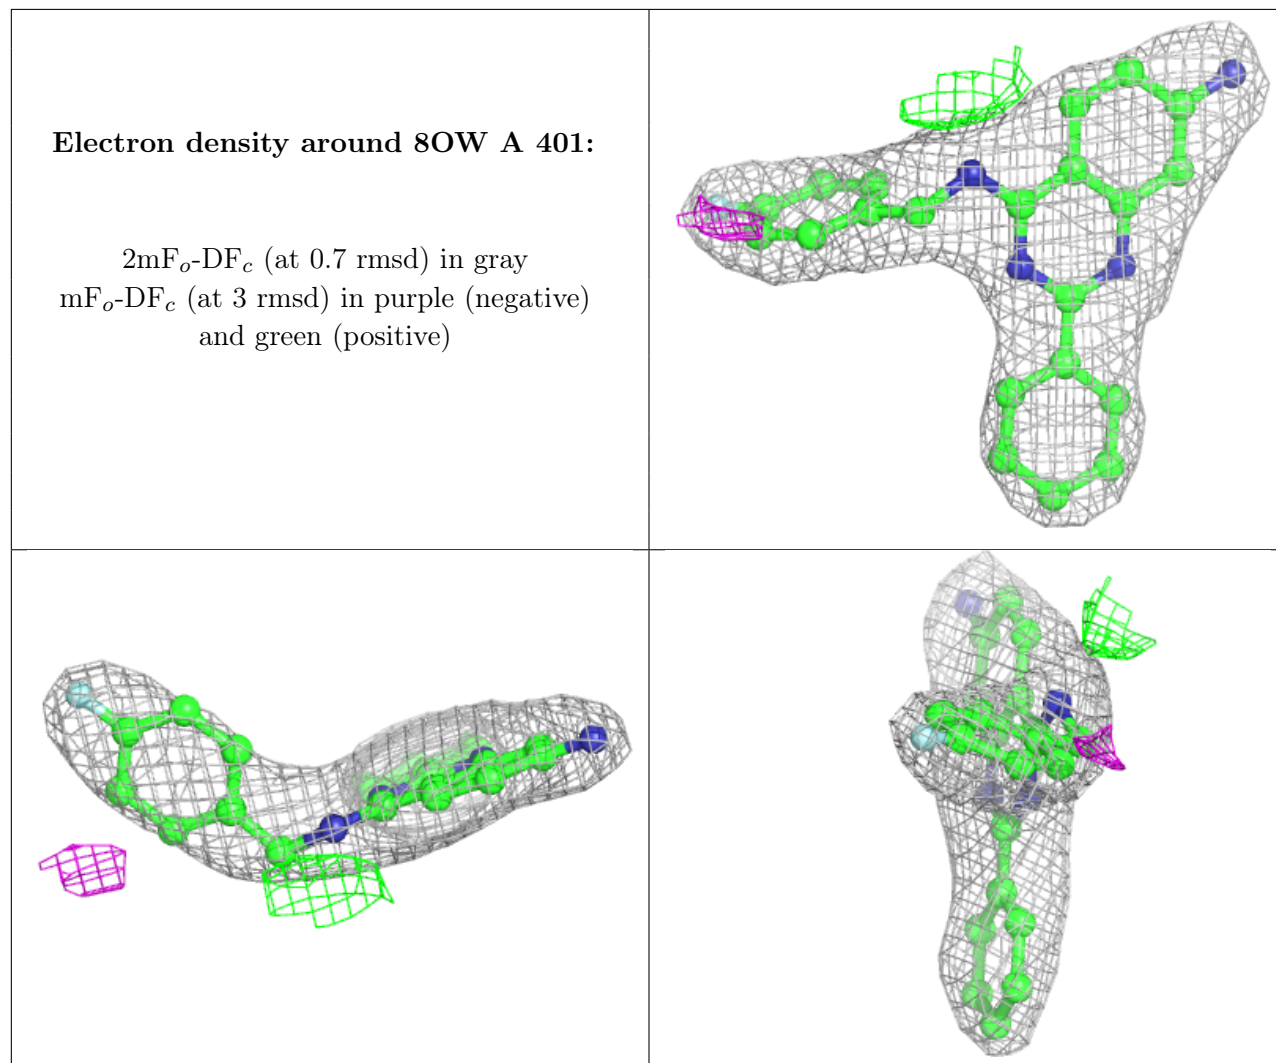 Electron density around 8OW A 401:
2mFo-DFc (at 0.7 rmsd) in gray
mFo-DFc (at 3 rmsd) in purple (negative)
and green (positive)